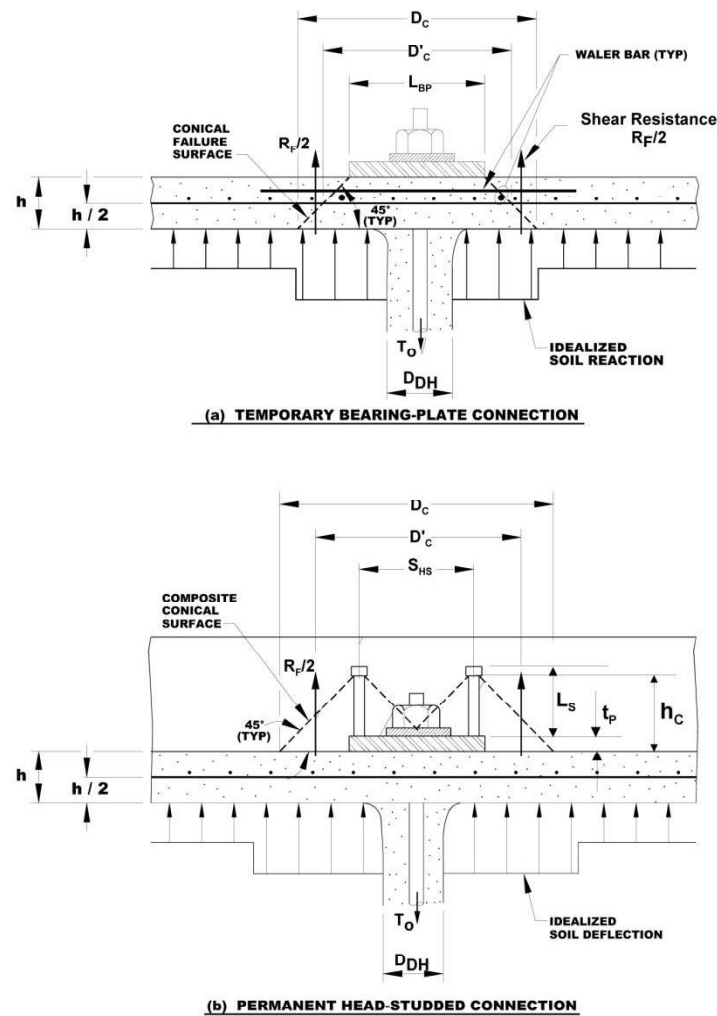 D_C
D'_C
L_BP
WALER BAR (TYP)
CONICAL
FAILURE
SURFACE
R_F/2
Shear Resistance
R_F/2
h
h / 2
45°
(TYP)
T_O
D_DH
IDEALIZED
SOIL REACTION
(a) TEMPORARY BEARING-PLATE CONNECTION
D_C
D'_C
S_HS
COMPOSITE
CONICAL
SURFACE
R_F/2
45°
(TYP)
L_S
t_P
h_C
h
h / 2
T_O
D_DH
IDEALIZED
SOIL DEFLECTION
(b) PERMANENT HEAD-STUDDED CONNECTION